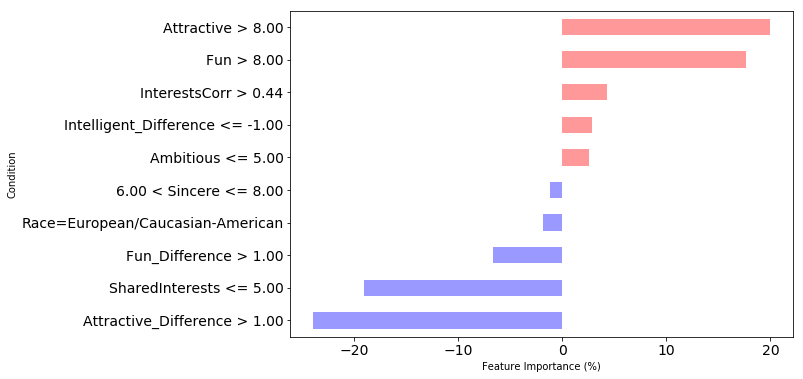 Attractive > 8.00
Fun > 8.00
InterestsCorr > 0.44
Intelligent_Difference <= -1.00
Ambitious <= 5.00
6.00 < Sincere <= 8.00
Race=European/Caucasian-American
Fun_Difference > 1.00
SharedInterests <= 5.00
Attractive_Difference > 1.00
Condition
−20 −10 0 10 20
Feature Importance (%)